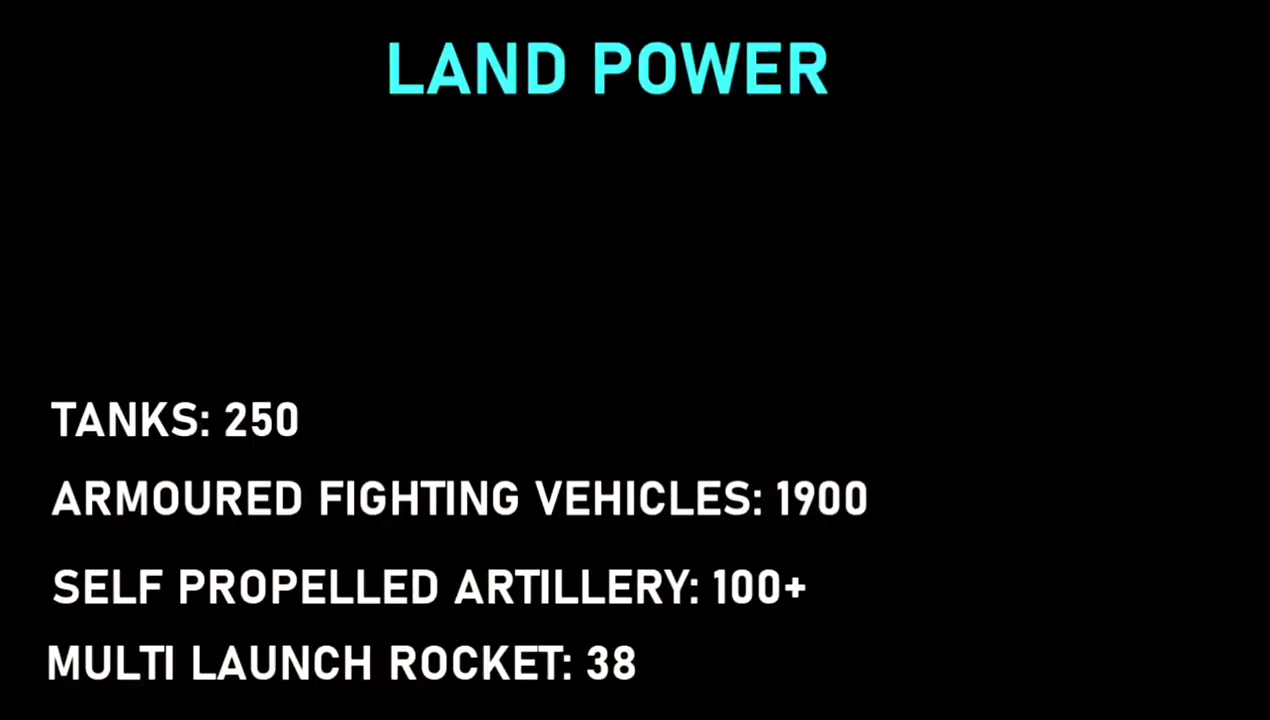 LAND POWER
TANKS: 250
ARMOURED FIGHTING VEHICLES: 1900
SELF PROPELLED ARTILLERY: 100+
MULTI LAUNCH ROCKET: 38